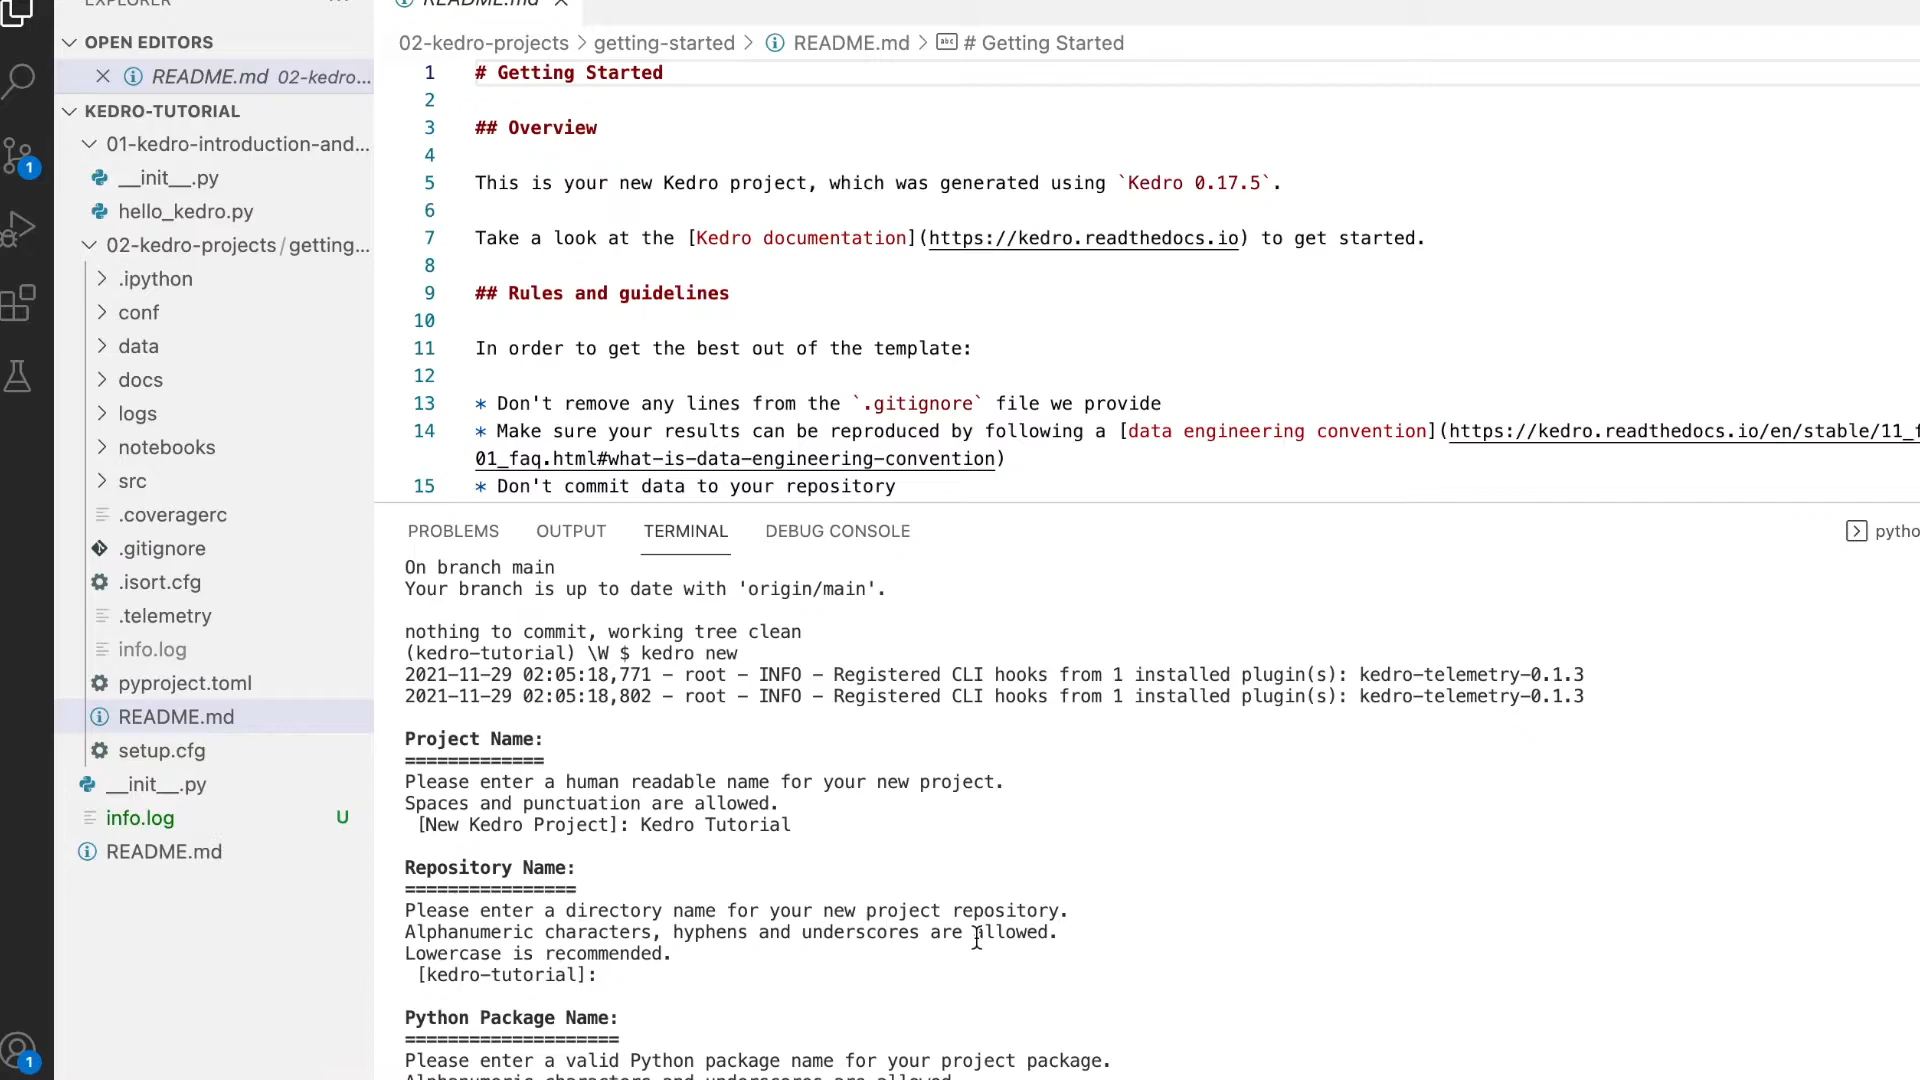 EXPLORER
OPEN EDITORS
README.md 02-kedro...
KEDRO-TUTORIAL
01-kedro-introduction-and...
__init__.py
hello_kedro.py
02-kedro-projects/getting...
.ipython
conf
data
docs
logs
notebooks
src
.coveragerc
.gitignore
.isort.cfg
.telemetry
info.log
pyproject.toml
README.md
setup.cfg
__init__.py
info.log U
README.md
1
1
README.md
02-kedro-projects > getting-started > README.md > # Getting Started
1 # Getting Started
2
3 ## Overview
4
5 This is your new Kedro project, which was generated using `Kedro 0.17.5`.
6
7 Take a look at the [Kedro documentation](https://kedro.readthedocs.io) to get started.
8
9 ## Rules and guidelines
10
11 In order to get the best out of the template:
12
13 * Don't remove any lines from the `.gitignore` file we provide
14 * Make sure your results can be reproduced by following a [data engineering convention](https://kedro.readthedocs.io/en/stable/11_f
01_faq.html#what-is-data-engineering-convention)
15 * Don't commit data to your repository
PROBLEMS OUTPUT TERMINAL DEBUG CONSOLE
pytho
On branch main
Your branch is up to date with 'origin/main'.
nothing to commit, working tree clean
(kedro-tutorial) \W $ kedro new
2021-11-29 02:05:18,771 - root - INFO - Registered CLI hooks from 1 installed plugin(s): kedro-telemetry-0.1.3
2021-11-29 02:05:18,802 - root - INFO - Registered CLI hooks from 1 installed plugin(s): kedro-telemetry-0.1.3
Project Name:
=============
Please enter a human readable name for your new project.
Spaces and punctuation are allowed.
[New Kedro Project]: Kedro Tutorial
Repository Name:
================
Please enter a directory name for your new project repository.
Alphanumeric characters, hyphens and underscores are allowed.
Lowercase is recommended.
[kedro-tutorial]:
Python Package Name:
====================
Please enter a valid Python package name for your project package.
Alphanumeric characters and underscores are allowed.